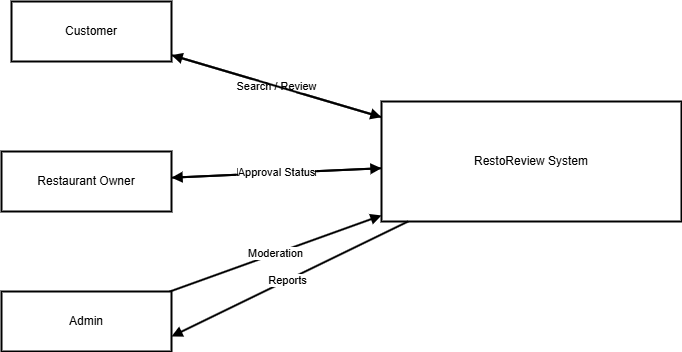 Customer
Search / Review
RestoReview System
Restaurant Owner
Approval Status
Moderation
Reports
Admin